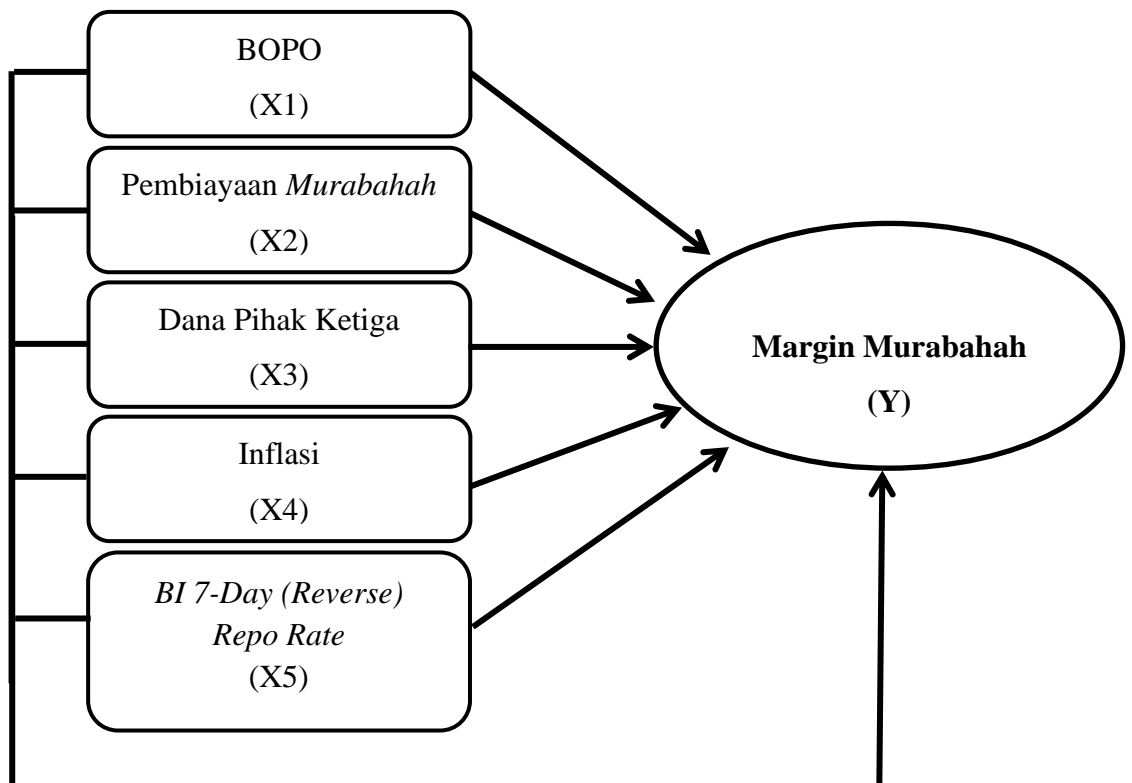 BOPO
(X1)
Pembiayaan Murabahah
(X2)
Dana Pihak Ketiga
(X3)
Inflasi
(X4)
BI 7-Day (Reverse)
Repo Rate
(X5)
Margin Murabahah
(Y)